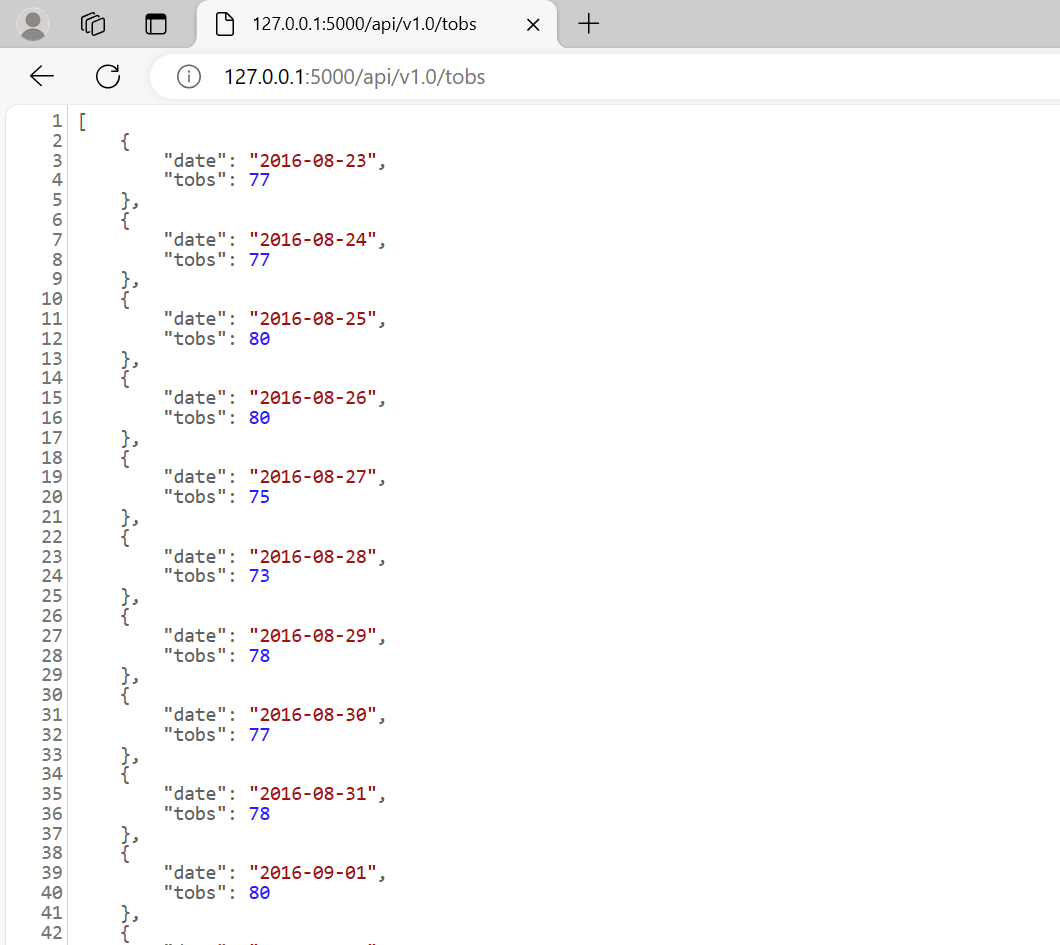 127.0.0.1:5000/api/v1.0/tobs
127.0.0.1:5000/api/v1.0/tobs
1 [
2 {
3 "date": "2016-08-23",
4 "tobs": 77
5 },
6 {
7 "date": "2016-08-24",
8 "tobs": 77
9 },
10 {
11 "date": "2016-08-25",
12 "tobs": 80
13 },
14 {
15 "date": "2016-08-26",
16 "tobs": 80
17 },
18 {
19 "date": "2016-08-27",
20 "tobs": 75
21 },
22 {
23 "date": "2016-08-28",
24 "tobs": 73
25 },
26 {
27 "date": "2016-08-29",
28 "tobs": 78
29 },
30 {
31 "date": "2016-08-30",
32 "tobs": 77
33 },
34 {
35 "date": "2016-08-31",
36 "tobs": 78
37 },
38 {
39 "date": "2016-09-01",
40 "tobs": 80
41 },
42 {